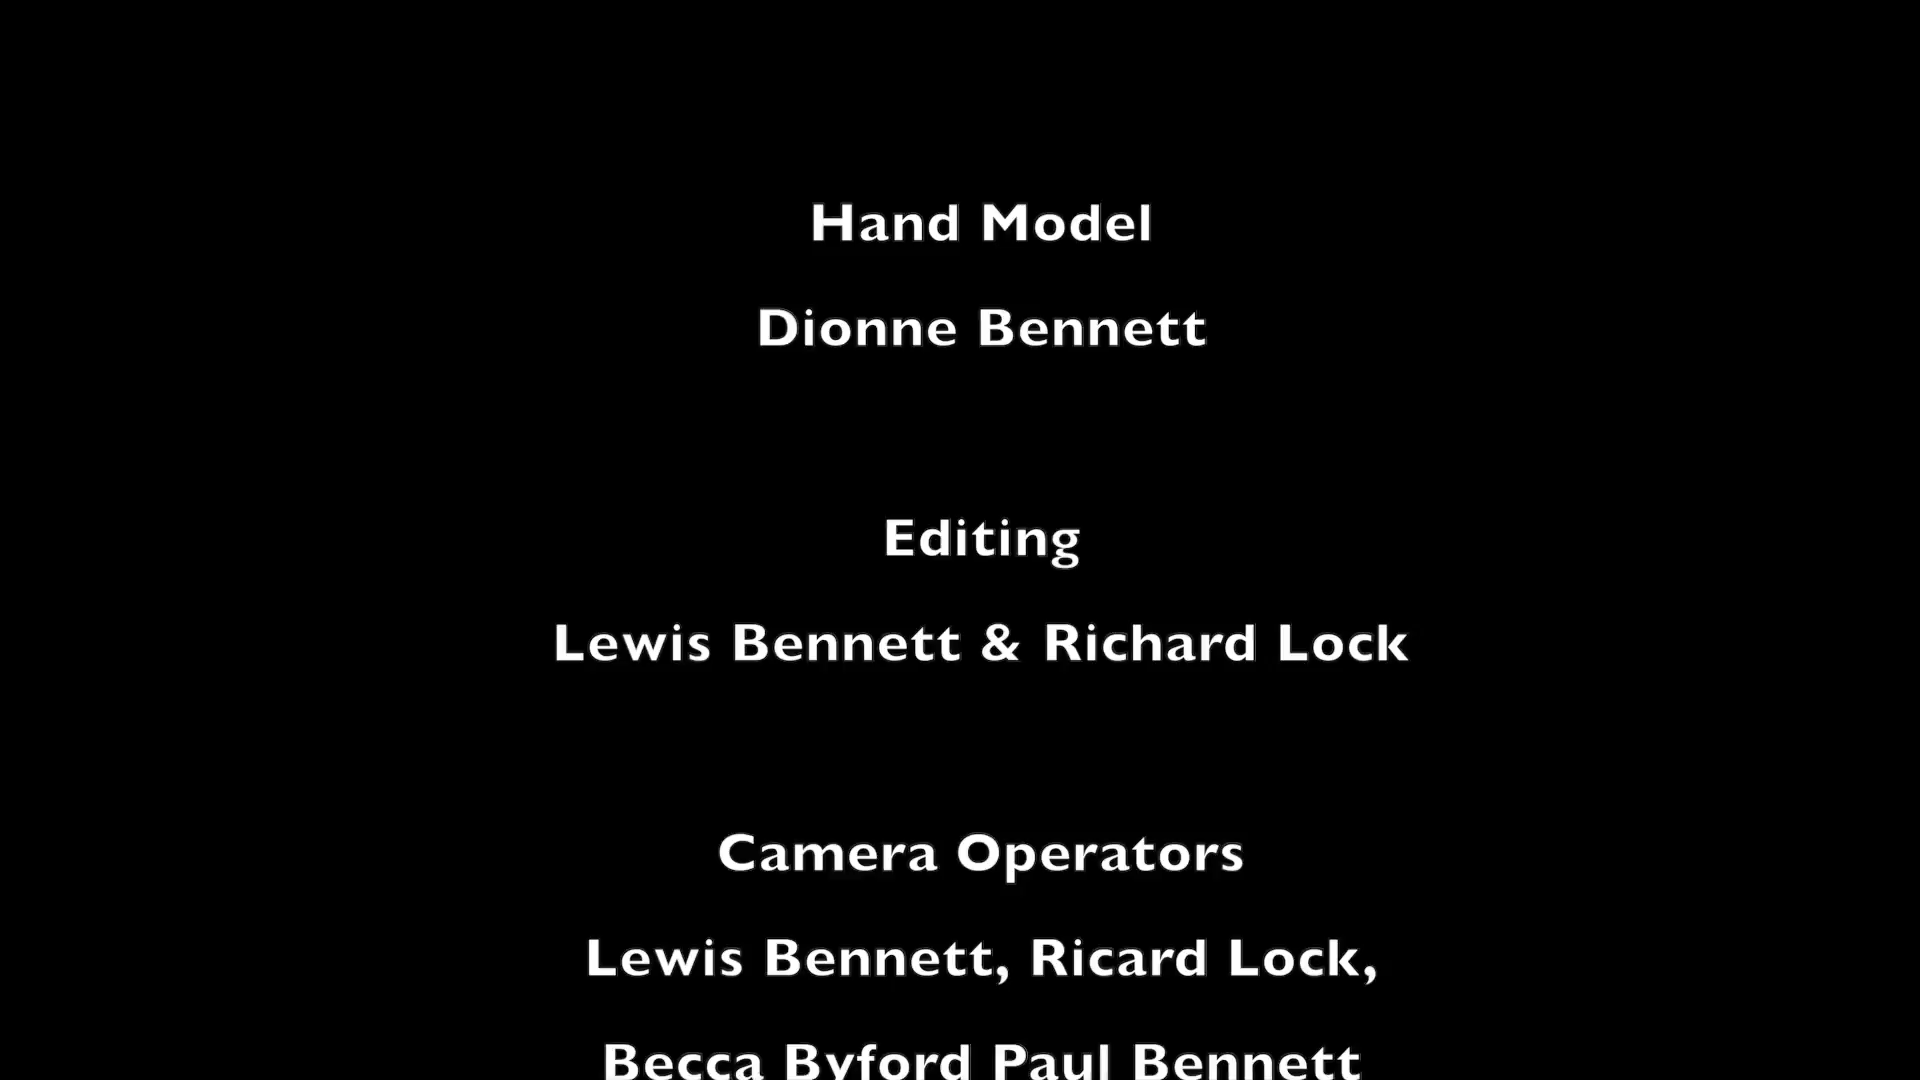 Hand Model
Dionne Bennett
Editing
Lewis Bennett & Richard Lock
Camera Operators
Lewis Bennett, Ricard Lock,
Becca Byford Paul Bennett